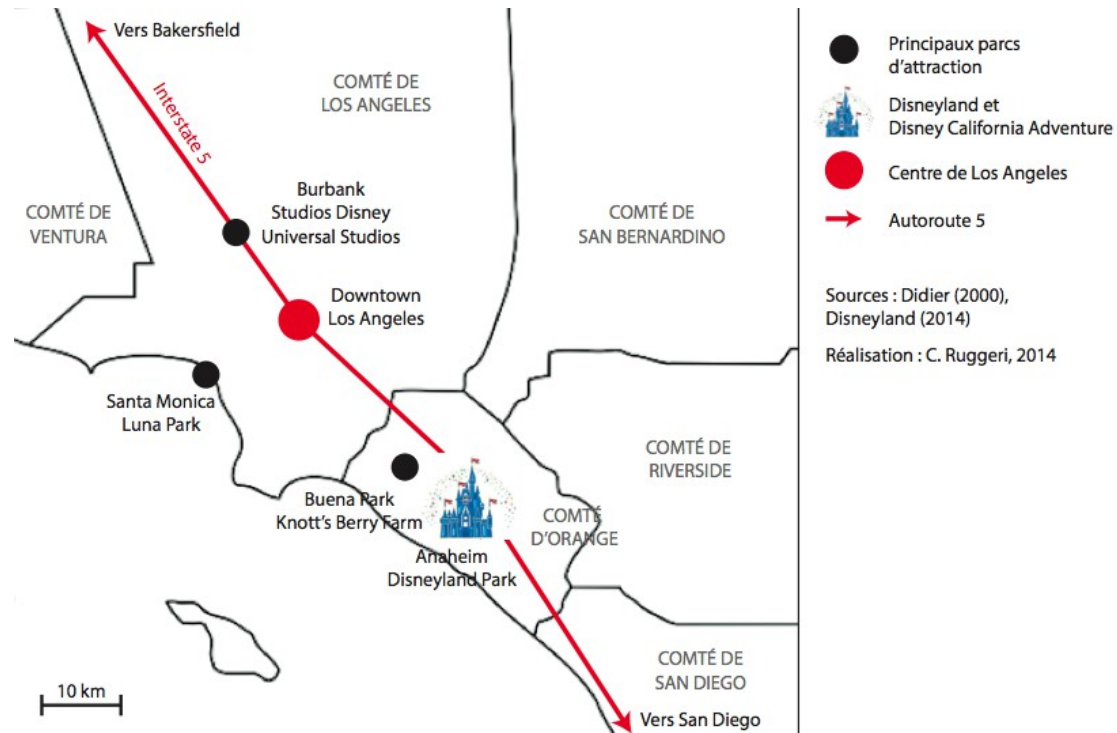 Vers Bakersfield
Interstate 5
COMTÉ DE
LOS ANGELES
COMTÉ DE
VENTURA
Burbank
Studios Disney
Universal Studios
COMTÉ DE
SAN BERNARDINO
Downtown
Los Angeles
Santa Monica
Luna Park
COMTÉ DE
RIVERSIDE
Buena Park
Knott's Berry Farm
COMTÉ
D'ORANGE
Anaheim
Disneyland Park
COMTÉ DE
SAN DIEGO
Vers San Diego
10 km
Principaux parcs
d'attraction
Disneyland et
Disney California Adventure
Centre de Los Angeles
Autoroute 5
Sources : Didier (2000),
Disneyland (2014)
Réalisation : C. Ruggeri, 2014